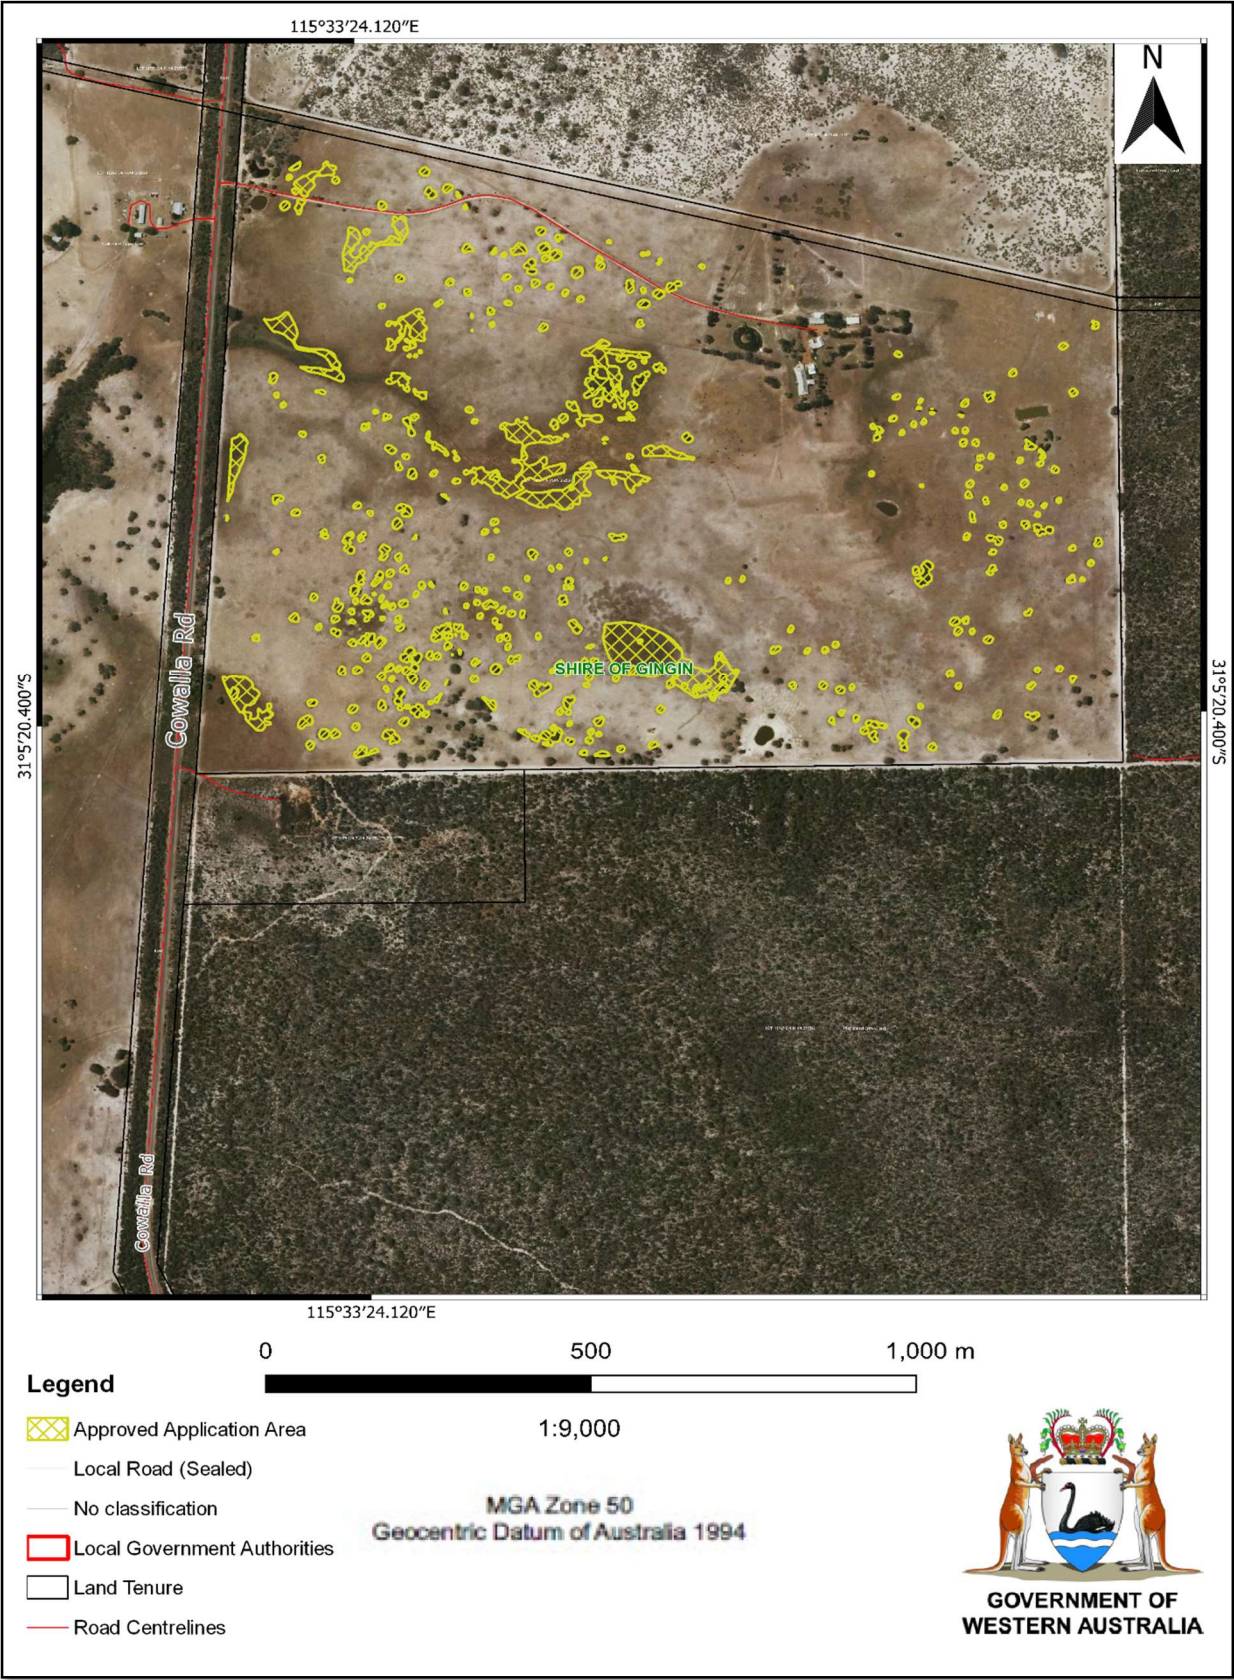 115°33'24.120"E
N
Cowalla Rd
SHIRE OF GINGIN
31°5'20.400"S
31°5'20.400"S
Cowalla Rd
115°33'24.120"E
0 500 1,000 m
Legend
1:9,000
Approved Application Area
Local Road (Sealed)
No classification
Local Government Authorities
Land Tenure
Road Centrelines
MGA Zone 50
Geocentric Datum of Australia 1994
GOVERNMENT OF
WESTERN AUSTRALIA